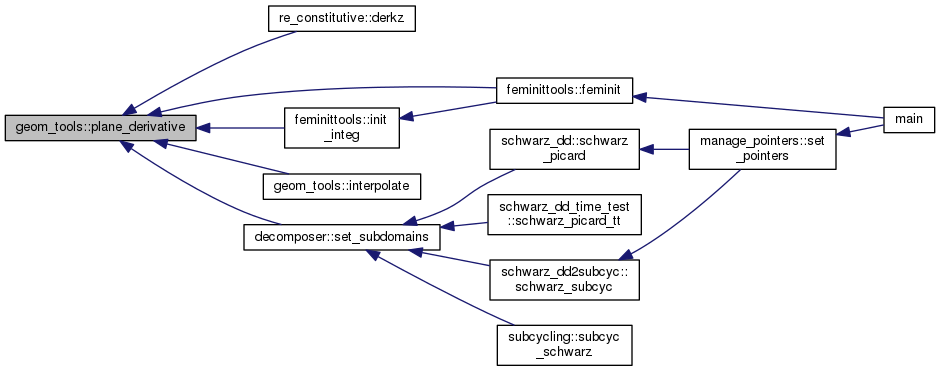 re_constitutive::derkz
feminittools::feminit
geom_tools::plane_derivative
feminittools::init
_integ
main
schwarz_dd::schwarz
_picard
manage_pointers::set
_pointers
geom_tools::interpolate
schwarz_dd_time_test
::schwarz_picard_tt
decomposer::set_subdomains
schwarz_dd2subcyc::
schwarz_subcyc
subcycling::subcyc
_schwarz